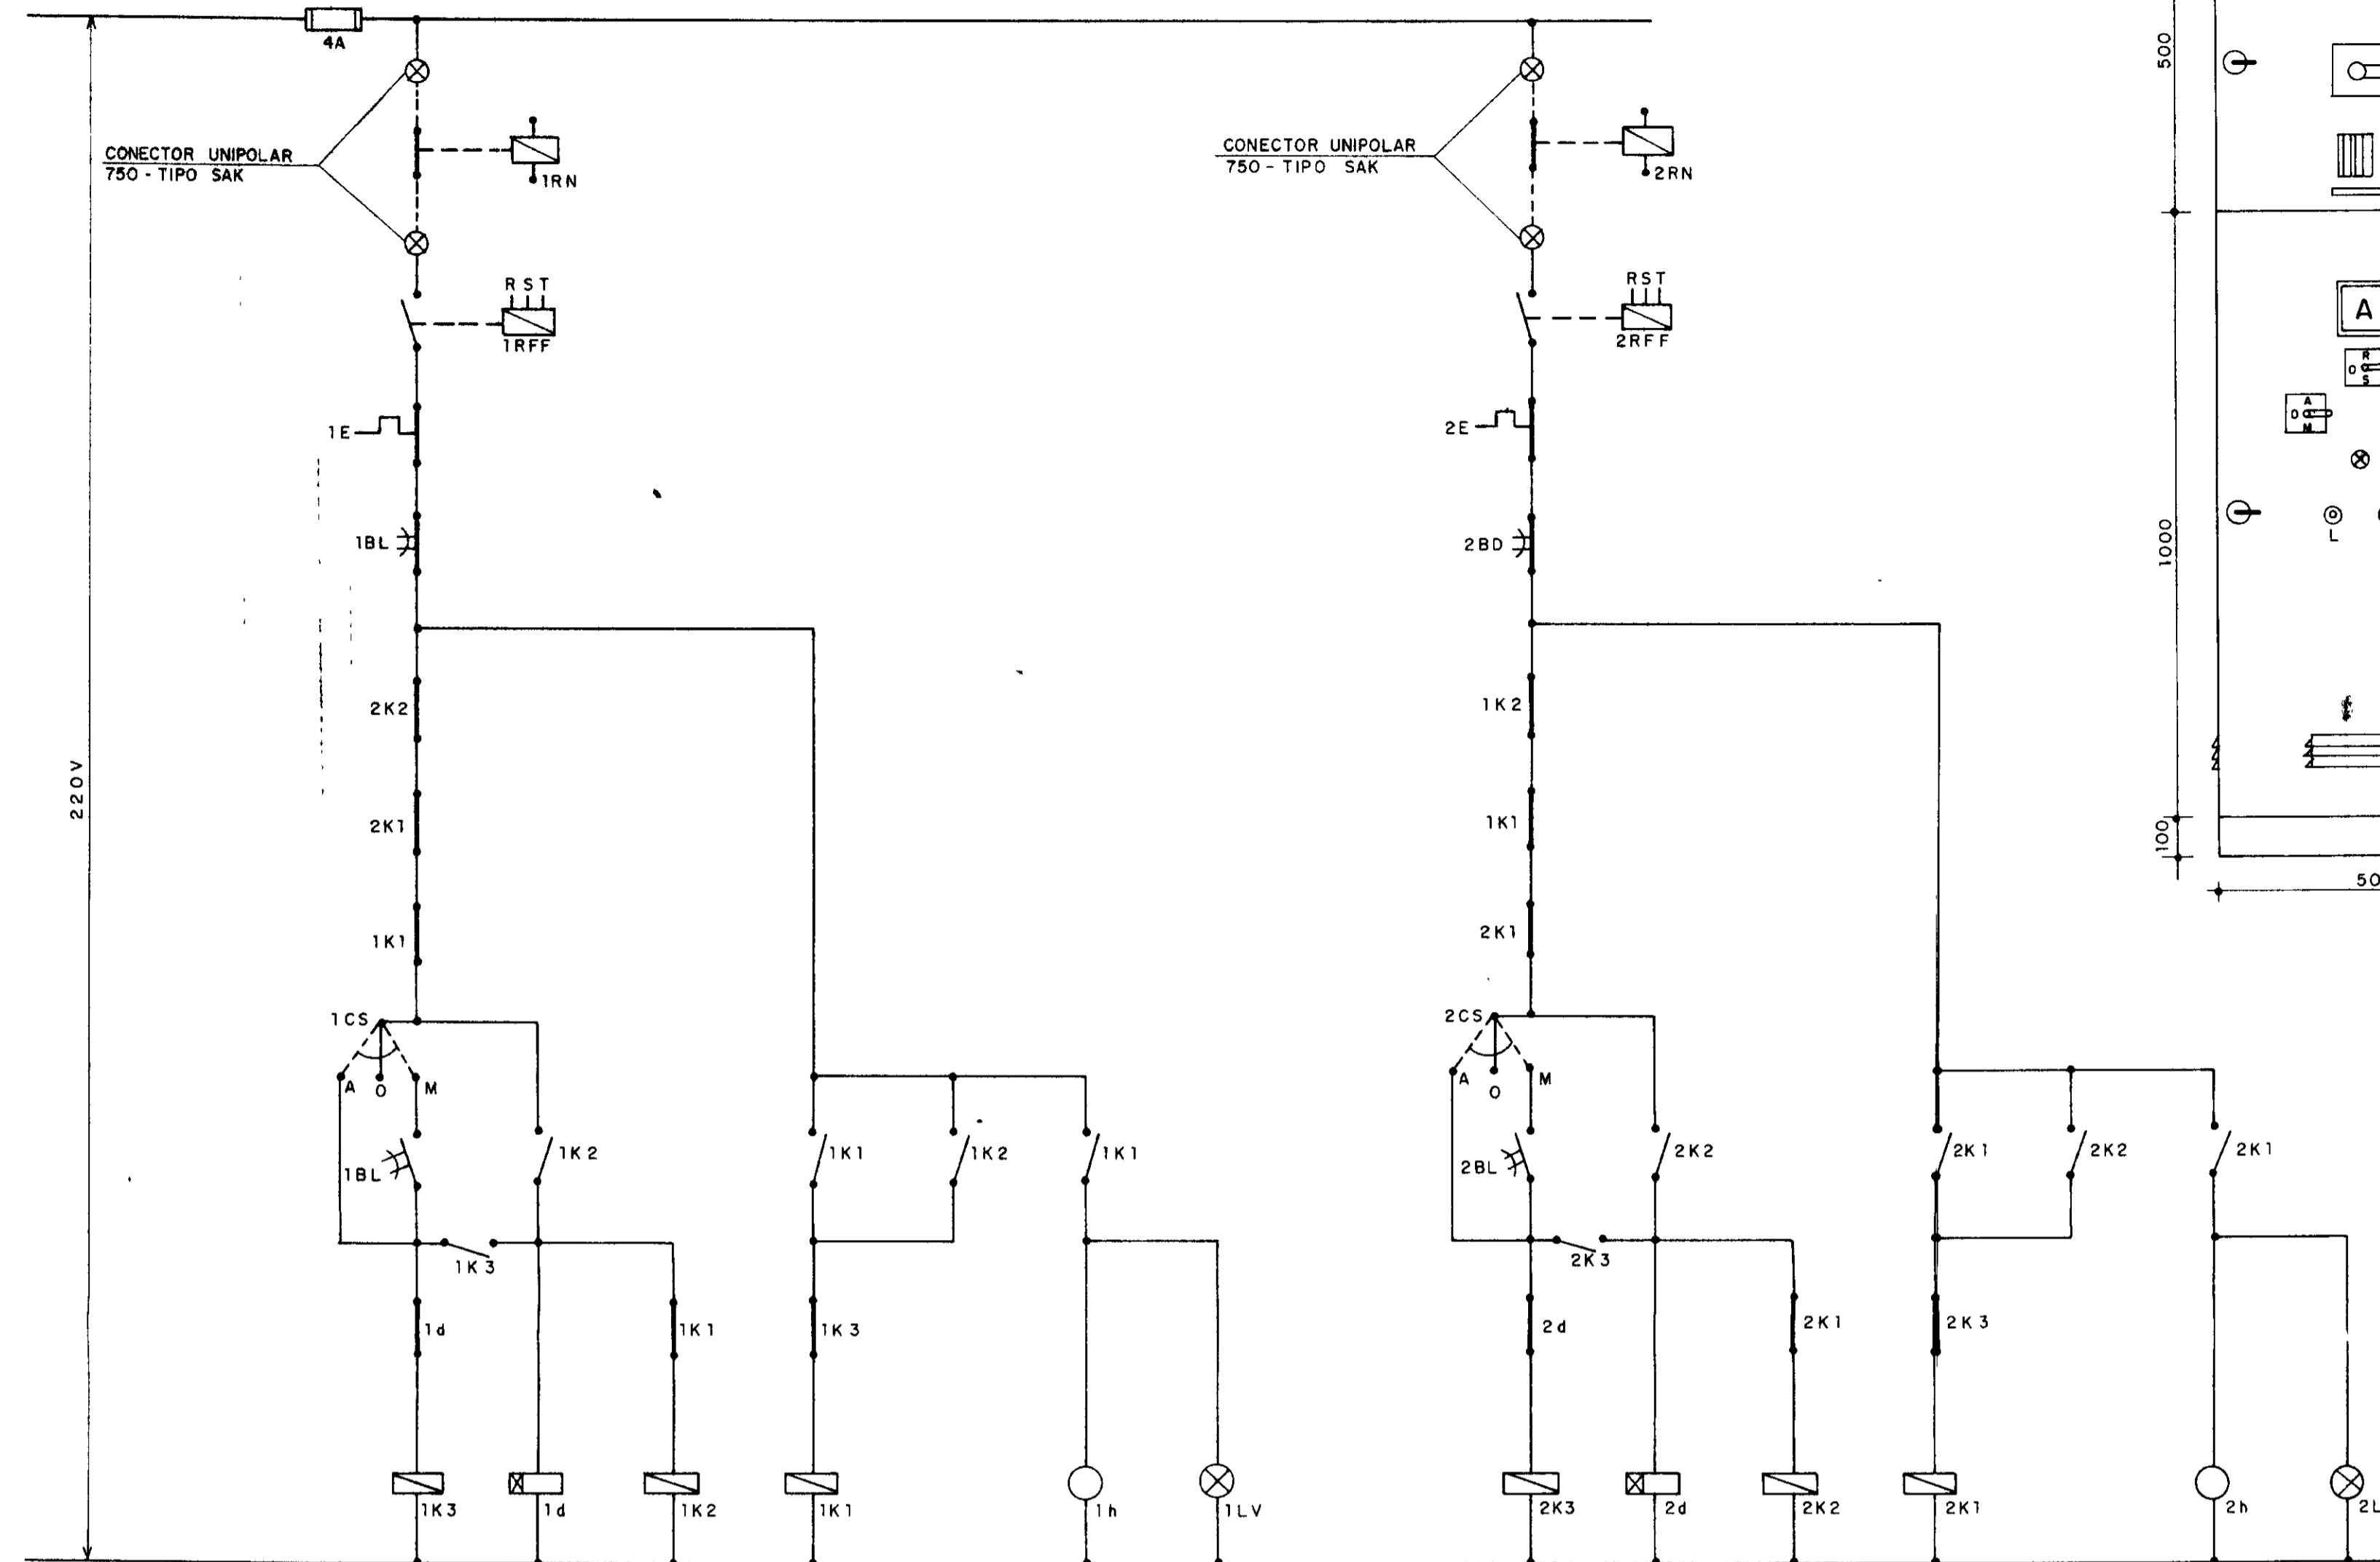 4A
CONECTOR UNIPOLAR
750 - TIPO SAK
1RN
R S T
1RFF
1E
1BL
220V
2K2
2K1
1K1
1CS
A
O
M
1BL
1K2
1K3
1K1
1K2
1K1
1d
1K1
1K3
1K3
1d
1K2
1K1
1h
1LV
CONECTOR UNIPOLAR
750 - TIPO SAK
2RN
R S T
2RFF
2E
2BD
1K2
1K1
2K1
2CS
A
O
M
2BL
2K2
2K3
2K1
2K2
2K1
2d
2K1
2K3
2K3
2d
2K2
2K1
2h
2L
500
1000
100
50
A
R
O
S
A
O
M
L